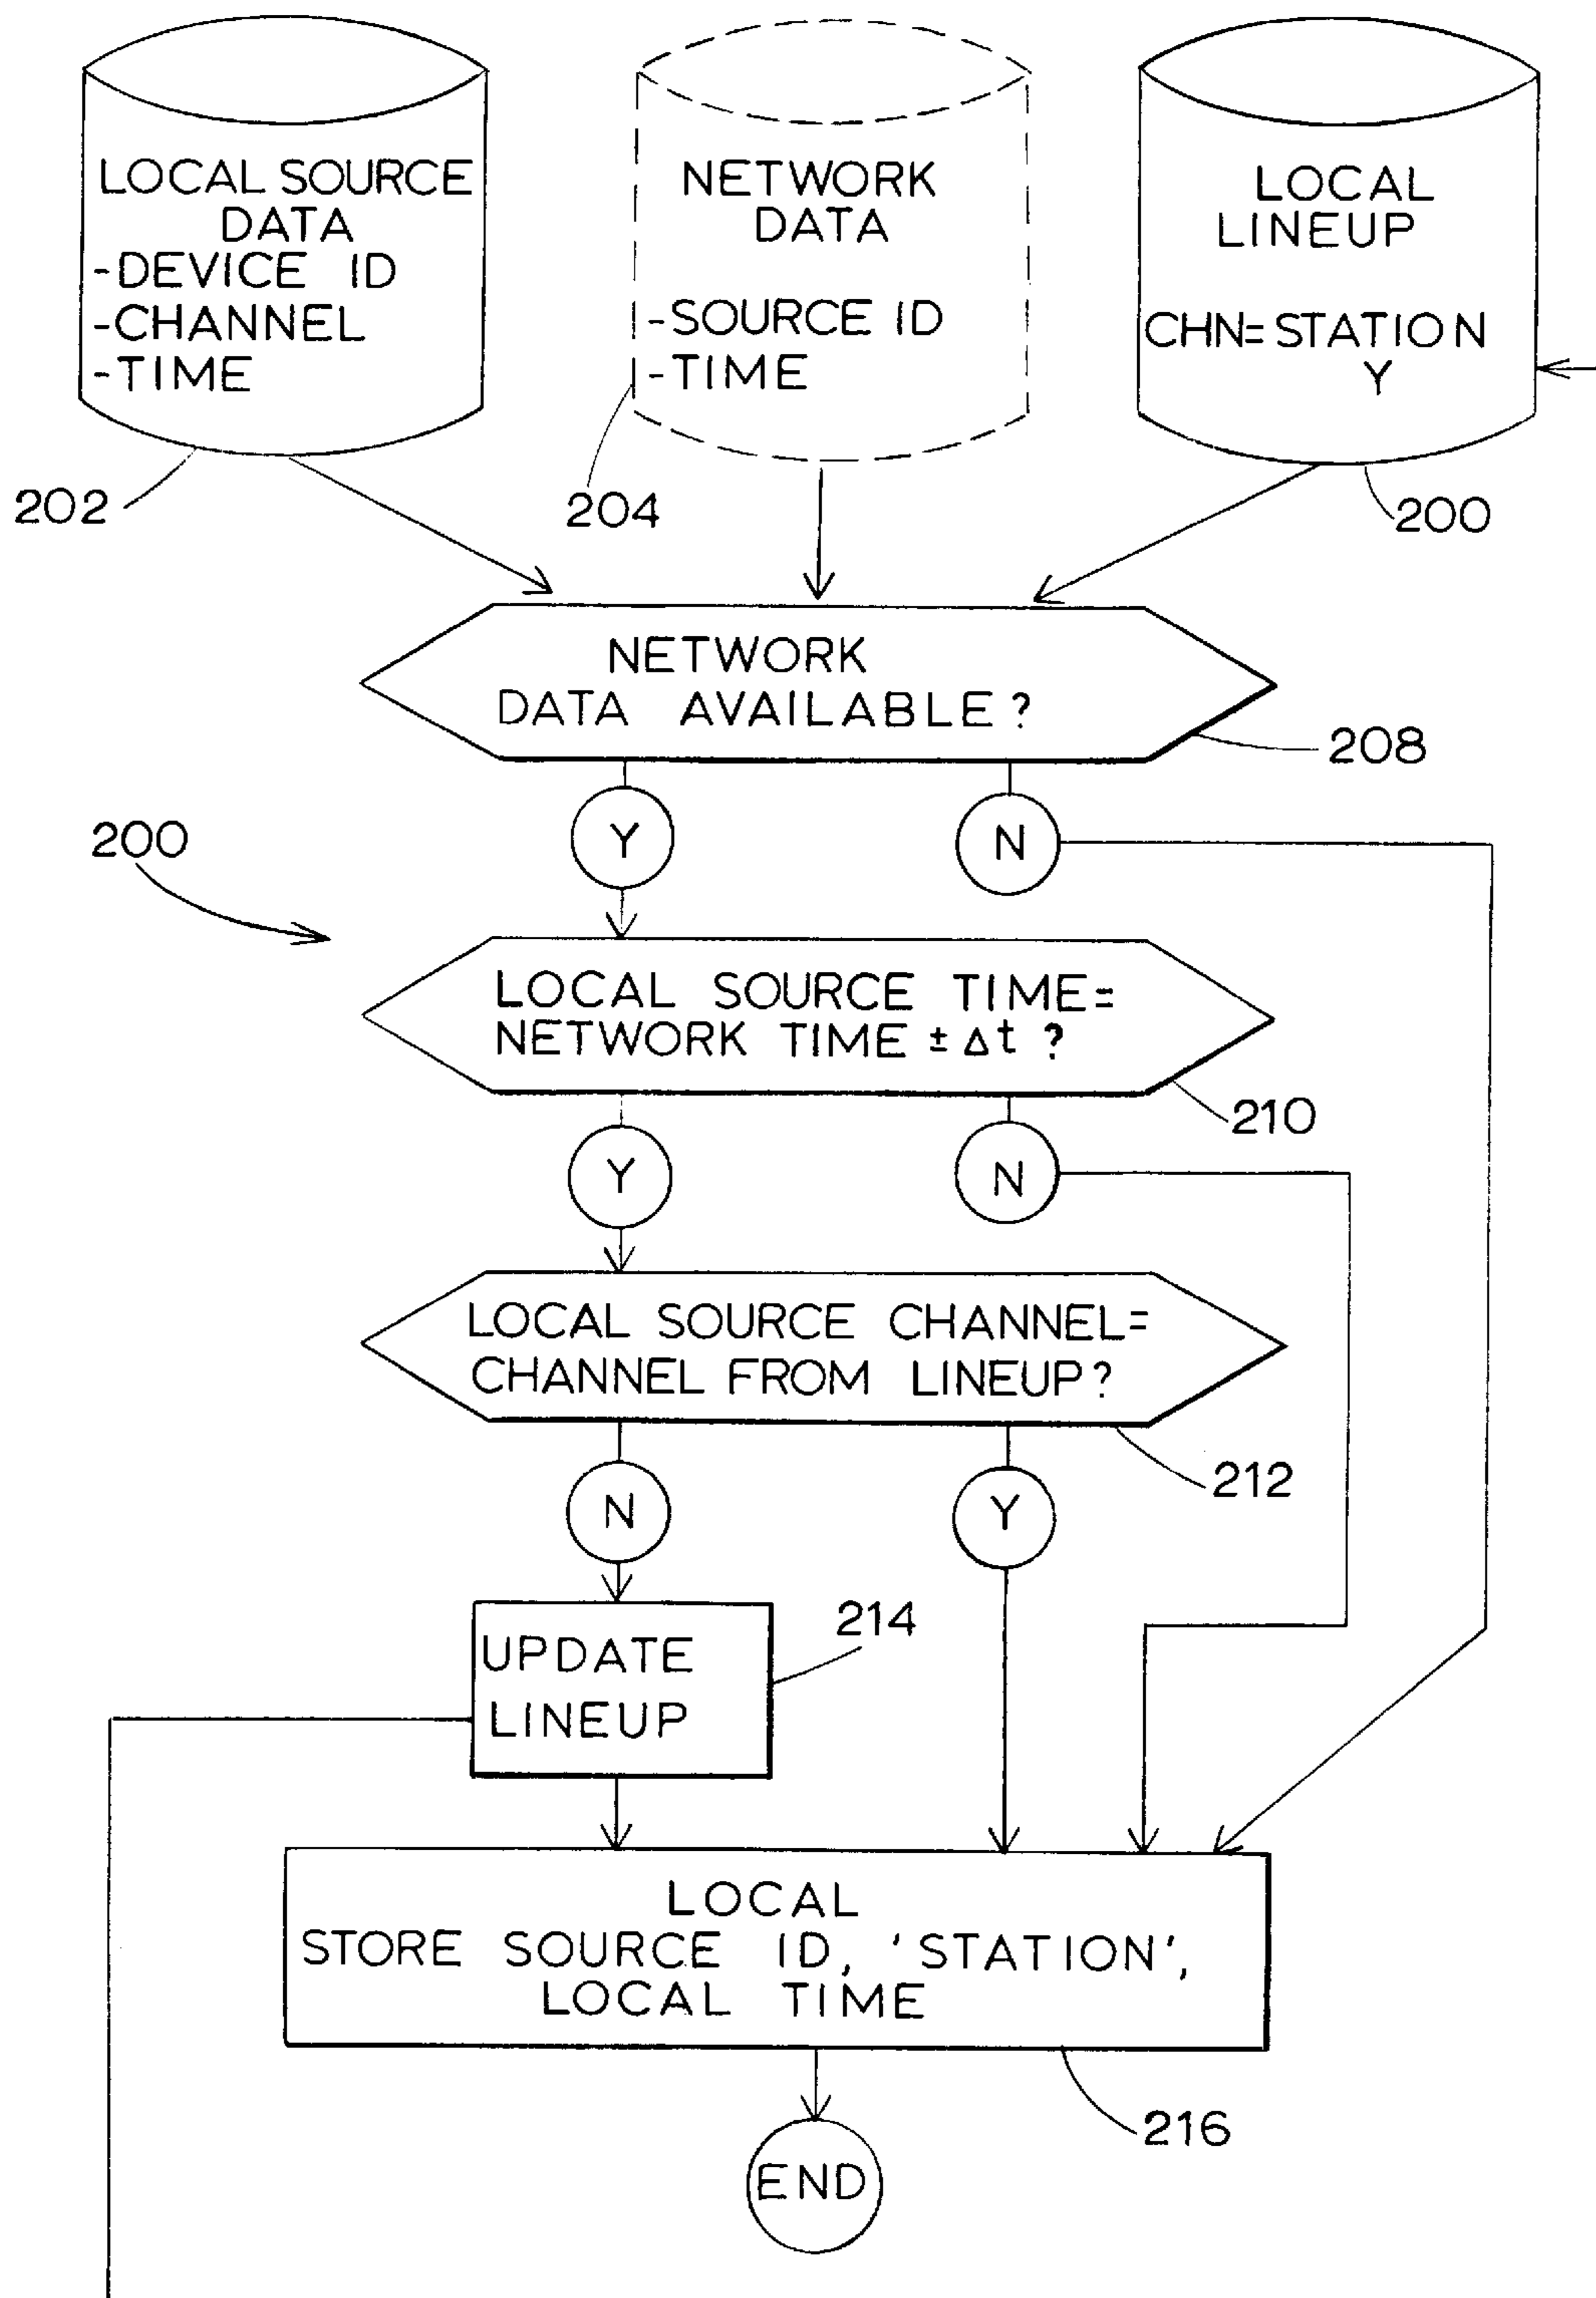 LOCAL SOURCE
DATA
-DEVICE ID
-CHANNEL
-TIME
NETWORK
DATA
-SOURCE ID
-TIME
LOCAL
LINEUP
CHN=STATION
Y
202
204
200
NETWORK
DATA AVAILABLE?
208
Y
N
200
LOCAL SOURCE TIME=
NETWORK TIME ± Δt ?
210
Y
N
LOCAL SOURCE CHANNEL=
CHANNEL FROM LINEUP?
212
N
Y
UPDATE
LINEUP
214
LOCAL
STORE SOURCE ID, 'STATION',
LOCAL TIME
216
END